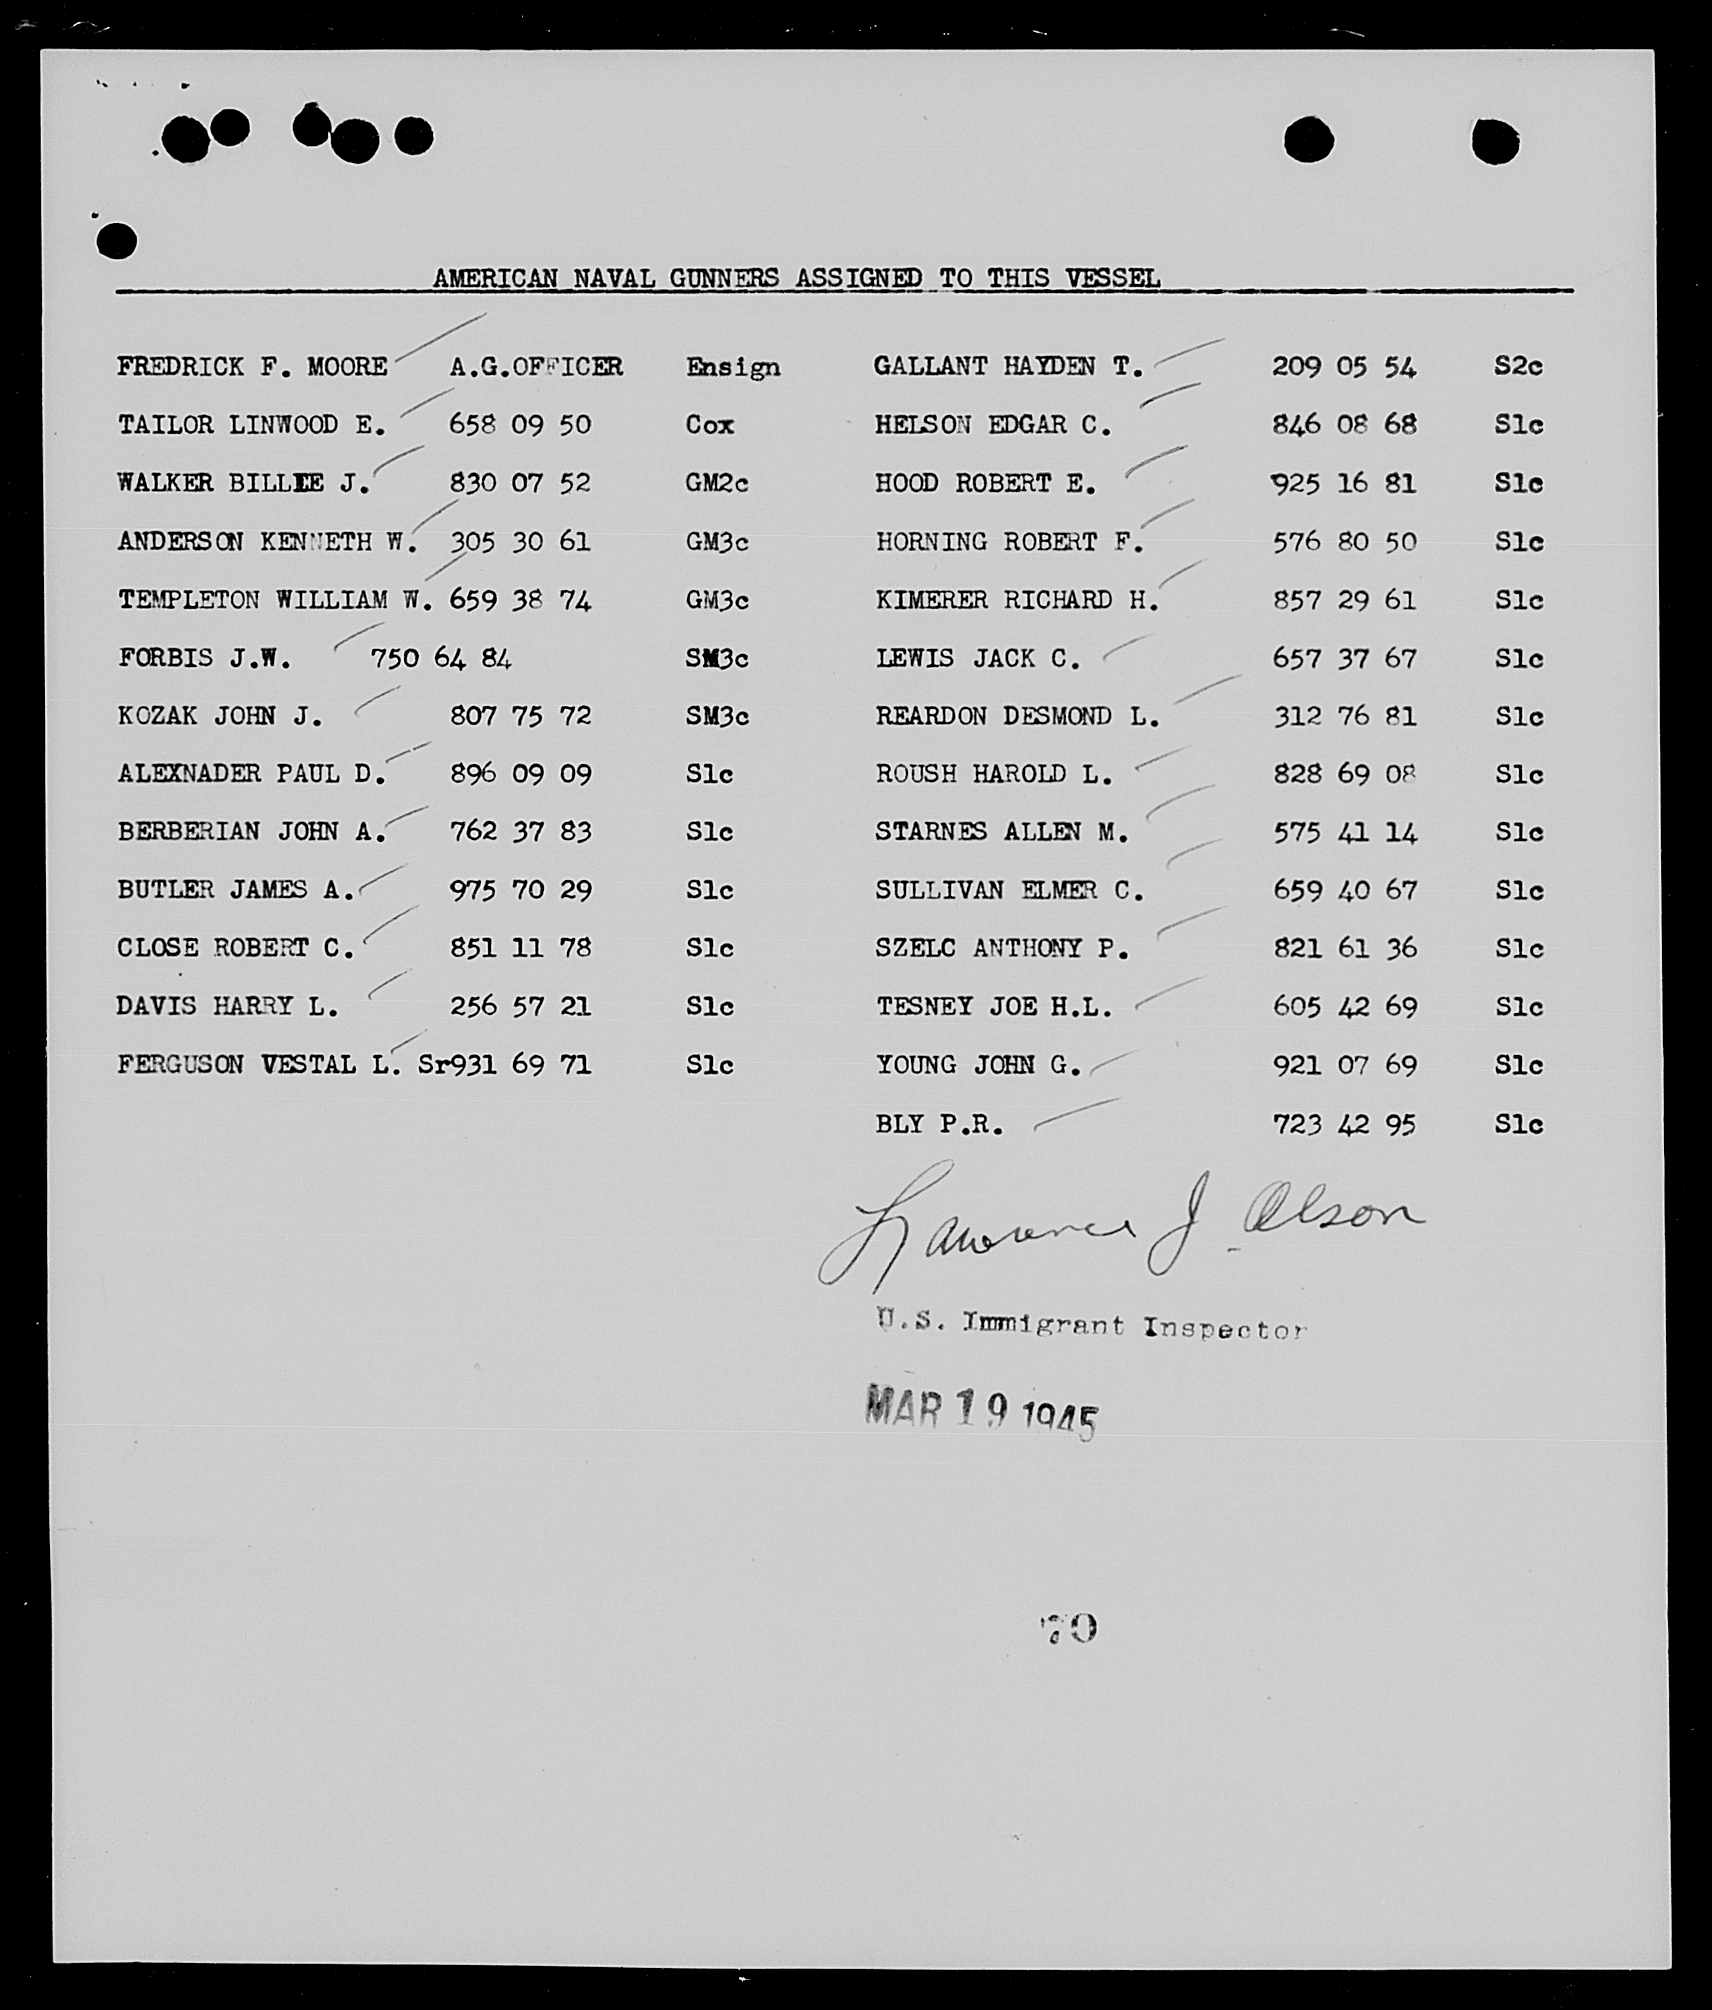 AMERICAN NAVAL GUNNERS ASSIGNED TO THIS VESSEL
FREDRICK F. MOORE A.G.OFFICER Ensign GALLANT HAYDEN T. 209 05 54 S2c
TAILOR LINWOOD E. 658 09 50 Cox HELSON EDGAR C. 846 08 68 S1c
WALKER BILLIE J. 830 07 52 GM2c HOOD ROBERT E. 925 16 81 S1c
ANDERSON KENNETH W. 305 30 61 GM3c HORNING ROBERT F. 576 80 50 S1c
TEMPLETON WILLIAM W. 659 38 74 GM3c KIMERER RICHARD H. 857 29 61 S1c
FORBIS J.W. 750 64 84 SM3c LEWIS JACK C. 657 37 67 S1c
KOZAK JOHN J. 807 75 72 SM3c REARDON DESMOND L. 312 76 81 S1c
ALEXNADER PAUL D. 896 09 09 S1c ROUSH HAROLD L. 828 69 08 S1c
BERBERIAN JOHN A. 762 37 83 S1c STARNES ALLEN M. 575 41 14 S1c
BUTLER JAMES A. 975 70 29 S1c SULLIVAN ELMER C. 659 40 67 S1c
CLOSE ROBERT C. 851 11 78 S1c SZELC ANTHONY P. 821 61 36 S1c
DAVIS HARRY L. 256 57 21 S1c TESNEY JOE H.L. 605 42 69 S1c
FERGUSON VESTAL L. Sr931 69 71 S1c YOUNG JOHN G. 921 07 69 S1c
BLY P.R. 723 42 95 S1c
Lawrence J. Olson
U.S. Immigrant Inspector
MAR 19 1945
70